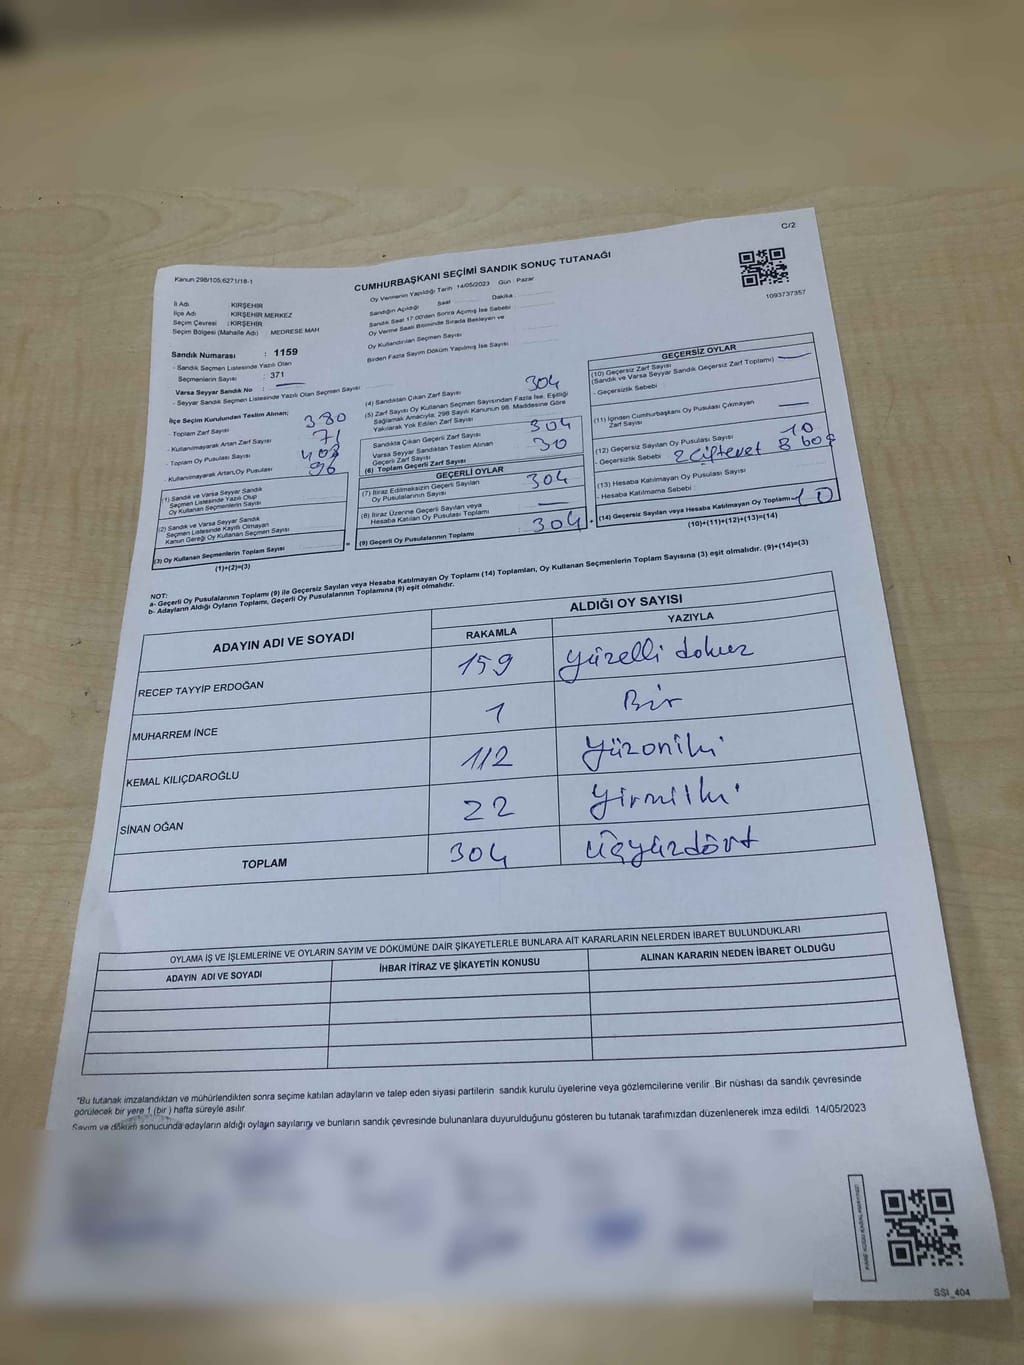 C/2
Kanun 298/105;6271/18-1
CUMHURBAŞKANI SEÇİMİ SANDIK SONUÇ TUTANAĞI
1093737357
İli Adı : KIRŞEHİR
İlçe Adı : KIRŞEHİR MERKEZ
Seçim Çevresi : KIRŞEHİR
Seçim Bölgesi (Mahalle Adı) : MEDRESE MAH
Sandık Numarası : 1159
- Sandık Seçmen Listesinde Yazılı Olan
Seçmenlerin Sayısı : 371
Varsa Seyyar Sandık No
- Seyyar Sandık Seçmen Listesinde Yazılı Olan Seçmen Sayısı
İlçe Seçim Kurulundan Teslim Alınan;
- Toplam Zarf Sayısı 380
- Kullanılmayarak Artan Zarf Sayısı 71
- Toplam Oy Pusulası Sayısı
- Kullanılmayarak Artan Oy Pusulası 96
(1) Sandık ve Varsa Seyyar Sandık
Seçmen Listesinde Yazılı Olup
Oy Kullanan Seçmenlerin Sayısı
(2) Sandık ve Varsa Seyyar Sandık
Seçmen Listesinde Kayıtlı Olmayan
Kanun Gereği Oy Kullanan Seçmen Sayısı
(3) Oy Kullanan Seçmenlerin Toplam Sayısı
(1)+(2)=(3)
Oy Vermenin Yapıldığı Tarih 14/05/2023 Gün : Pazar
Sandığın Açıldığı Saat Dakika
Sandık Saat 17.00'den Sonra Açılmış İse Sebebi
Oy Verme Saati Bitiminde Sırada Bekleyen ve
Oy Kullandırılan Seçmen Sayısı
Birden Fazla Sayım Döküm Yapılmış İse Sayısı
(4) Sandıktan Çıkan Zarf Sayısı 304
(5) Zarf Sayısı Oy Kullanan Seçmen Sayısından Fazla İse, Eşitliği
Sağlamak Amacıyla, 298 Sayılı Kanunun 98. Maddesine Göre
Yakılarak Yok Edilen Zarf Sayısı
Sandıkta Çıkan Geçerli Zarf Sayısı 304
Varsa Seyyar Sandıktan Teslim Alınan
Geçerli Zarf Sayısı 30
(6) Toplam Geçerli Zarf Sayısı
GEÇERLİ OYLAR
(7) İtiraz Edilmeksizin Geçerli Sayılan
Oy Pusulalarının Sayısı 304
(8) İtiraz Üzerine Geçerli Sayılan veya
Hesaba Katılan Oy Pusulası Toplamı
(9) Geçerli Oy Pusulalarının Toplamı : 304
GEÇERSİZ OYLAR
(10) Geçersiz Zarf Sayısı
(Sandık ve Varsa Seyyar Sandık Geçersiz Zarf Toplamı)
- Geçersizlik Sebebi :
(11) İçinden Cumhurbaşkanı Oy Pusulası Çıkmayan
Zarf Sayısı
(12) Geçersiz Sayılan Oy Pusulası Sayısı 10
- Geçersizlik Sebebi 2 Çift evet 8 boş
(13) Hesaba Katılmayan Oy Pusulası Sayısı
- Hesaba Katılmama Sebebi :
(14) Geçersiz Sayılan veya Hesaba Katılmayan Oy Toplamı 10
(10)+(11)+(12)+(13)=(14)
NOT:
a- Geçerli Oy Pusulalarının Toplamı (9) ile Geçersiz Sayılan veya Hesaba Katılmayan Oy Toplamı (14) Toplamları, Oy Kullanan Seçmenlerin Toplam Sayısına (3) eşit olmalıdır. (9)+(14)=(3)
b- Adayların Aldığı Oyların Toplamı, Geçerli Oy Pusulalarının Toplamına (9) eşit olmalıdır.
ADAYIN ADI VE SOYADI
ALDIĞI OY SAYISI
RAKAMLA YAZIYLA
RECEP TAYYİP ERDOĞAN 159 Yüzelli dokuz
MUHARREM İNCE 1 Bir
KEMAL KILIÇDAROĞLU 112 Yüzoniki
SİNAN OĞAN 22 Yirmiiki
TOPLAM 304 Üçyüzdört
OYLAMA İŞ VE İŞLEMLERİNE VE OYLARIN SAYIM VE DÖKÜMÜNE DAİR ŞİKAYETLERLE BUNLARA AİT KARARLARIN NELERDEN İBARET BULUNDUKLARI
ADAYIN ADI VE SOYADI İHBAR İTİRAZ VE ŞİKAYETİN KONUSU ALINAN KARARIN NEDEN İBARET OLDUĞU
"Bu tutanak imzalandıktan ve mühürlendikten sonra seçime katılan adayların ve talep eden siyasi partilerin sandık kurulu üyelerine veya gözlemcilerine verilir .Bir nüshası da sandık çevresinde
görülecek bir yere 1 (bir ) hafta süreyle asılır.
Sayım ve döküm sonucunda adayların aldığı oyların sayılarını ve bunların sandık çevresinde bulunanlara duyurulduğunu gösteren bu tutanak tarafımızdan düzenlenerek imza edildi. 14/05/2023
SSI_404